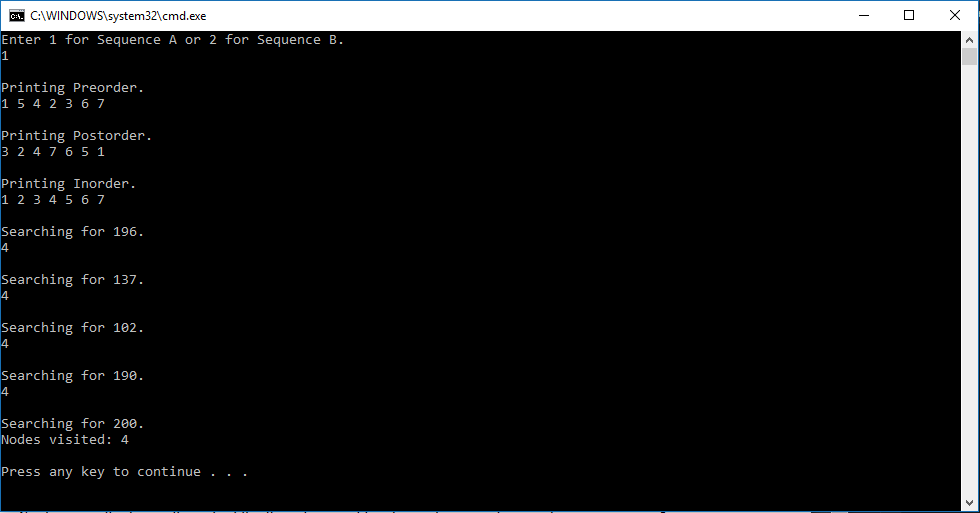 C:\WINDOWS\system32\cmd.exe
Enter 1 for Sequence A or 2 for Sequence B.
1
Printing Preorder.
1 5 4 2 3 6 7
Printing Postorder.
3 2 4 7 6 5 1
Printing Inorder.
1 2 3 4 5 6 7
Searching for 196.
4
Searching for 137.
4
Searching for 102.
4
Searching for 190.
4
Searching for 200.
Nodes visited: 4
Press any key to continue . . .